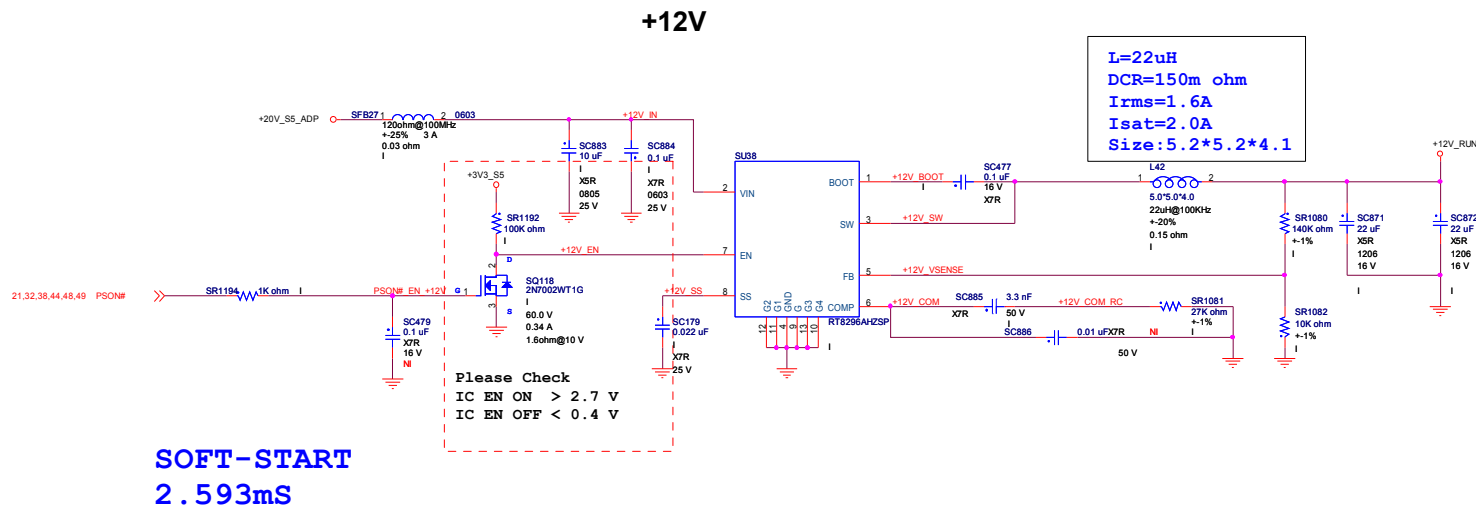 +12V
L=22uH
DCR=150m ohm
Irms=1.6A
Isat=2.0A
Size:5.2*5.2*4.1
+20V_S5_ADP
SFB27
1
2
0603
120ohm@100MHz
+-25% 3 A
0.03 ohm
I
+12V_IN
SC883
10 uF
I
X5R
0805
25 V
SC884
0.1 uF
I
X7R
0603
25 V
+3V3_S5
SR1192
100K ohm
I
+12V_EN
21,32,38,44,48,49 PSON#
SR1194
1K ohm
I
PSON#_EN_+12V
G
1
2
D
3
S
SQ118
2N7002WT1G
I
60.0 V
0.34 A
1.6ohm@10 V
SC479
0.1 uF
X7R
16 V
NI
+12V_SS
SC179
0.022 uF
I
X7R
25 V
Please Check
IC EN ON > 2.7 V
IC EN OFF < 0.4 V
SU38
2
VIN
7
EN
8
SS
BOOT
1
SW
3
FB
5
COMP
6
G2
G1
GND
G
G3
G4
12
11
4
9
13
10
RT8296AHZSP
I
+12V_BOOT
I
SC477
0.1 uF
16 V
X7R
+12V_SW
L42
1
2
5.0*5.0*4.0
22uH@100KHz
+-20%
0.15 ohm
I
+12V_VSENSE
+12V_COM
SC885
3.3 nF
X7R
50 V
I
+12V_COM_RC
SR1081
27K ohm
+-1%
I
SC886
0.01 uF
X7R
NI
50 V
SR1080
140K ohm
+-1%
I
SR1082
10K ohm
+-1%
I
SC871
22 uF
X5R
1206
16 V
I
+12V_RUN
SC872
22 uF
X5R
1206
16 V
I
SOFT-START
2.593mS